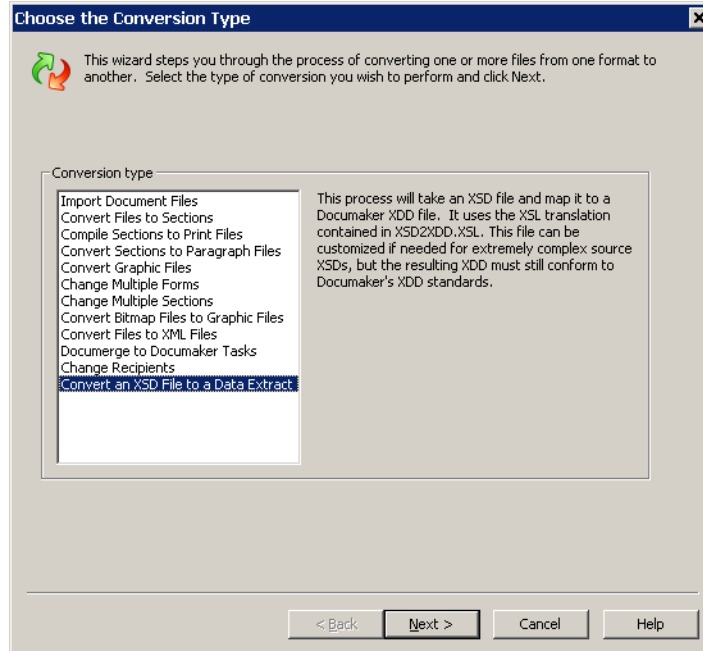 Choose the Conversion Type
This wizard steps you through the process of converting one or more files from one format to
another.  Select the type of conversion you wish to perform and click Next.
Conversion type
Import Document Files
Convert Files to Sections
Compile Sections to Print Files
Convert Sections to Paragraph Files
Convert Graphic Files
Change Multiple Forms
Change Multiple Sections
Convert Bitmap Files to Graphic Files
Convert Files to XML Files
Documerge to Documaker Tasks
Change Recipients
Convert an XSD File to a Data Extract
This process will take an XSD file and map it to a
Documaker XDD file.  It uses the XSL translation
contained in XSD2XDD.XSL. This file can be
customized if needed for extremely complex source
XSDs, but the resulting XDD must still conform to
Documaker's XDD standards.
< Back
Next >
Cancel
Help